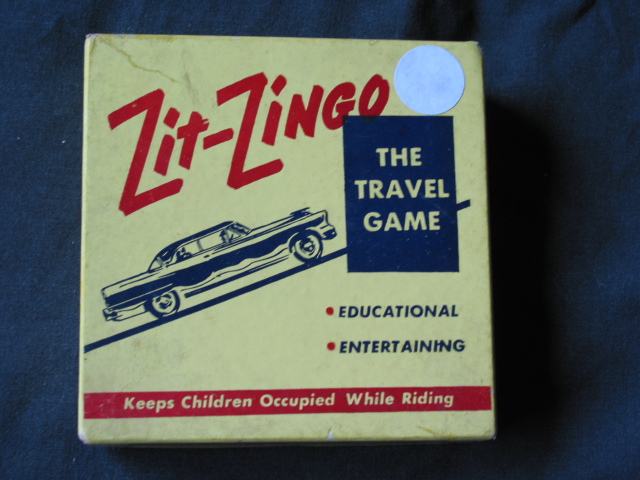 Zit-Zingo
THE
TRAVEL
GAME
• EDUCATIONAL
• ENTERTAINING
Keeps Children Occupied While Riding